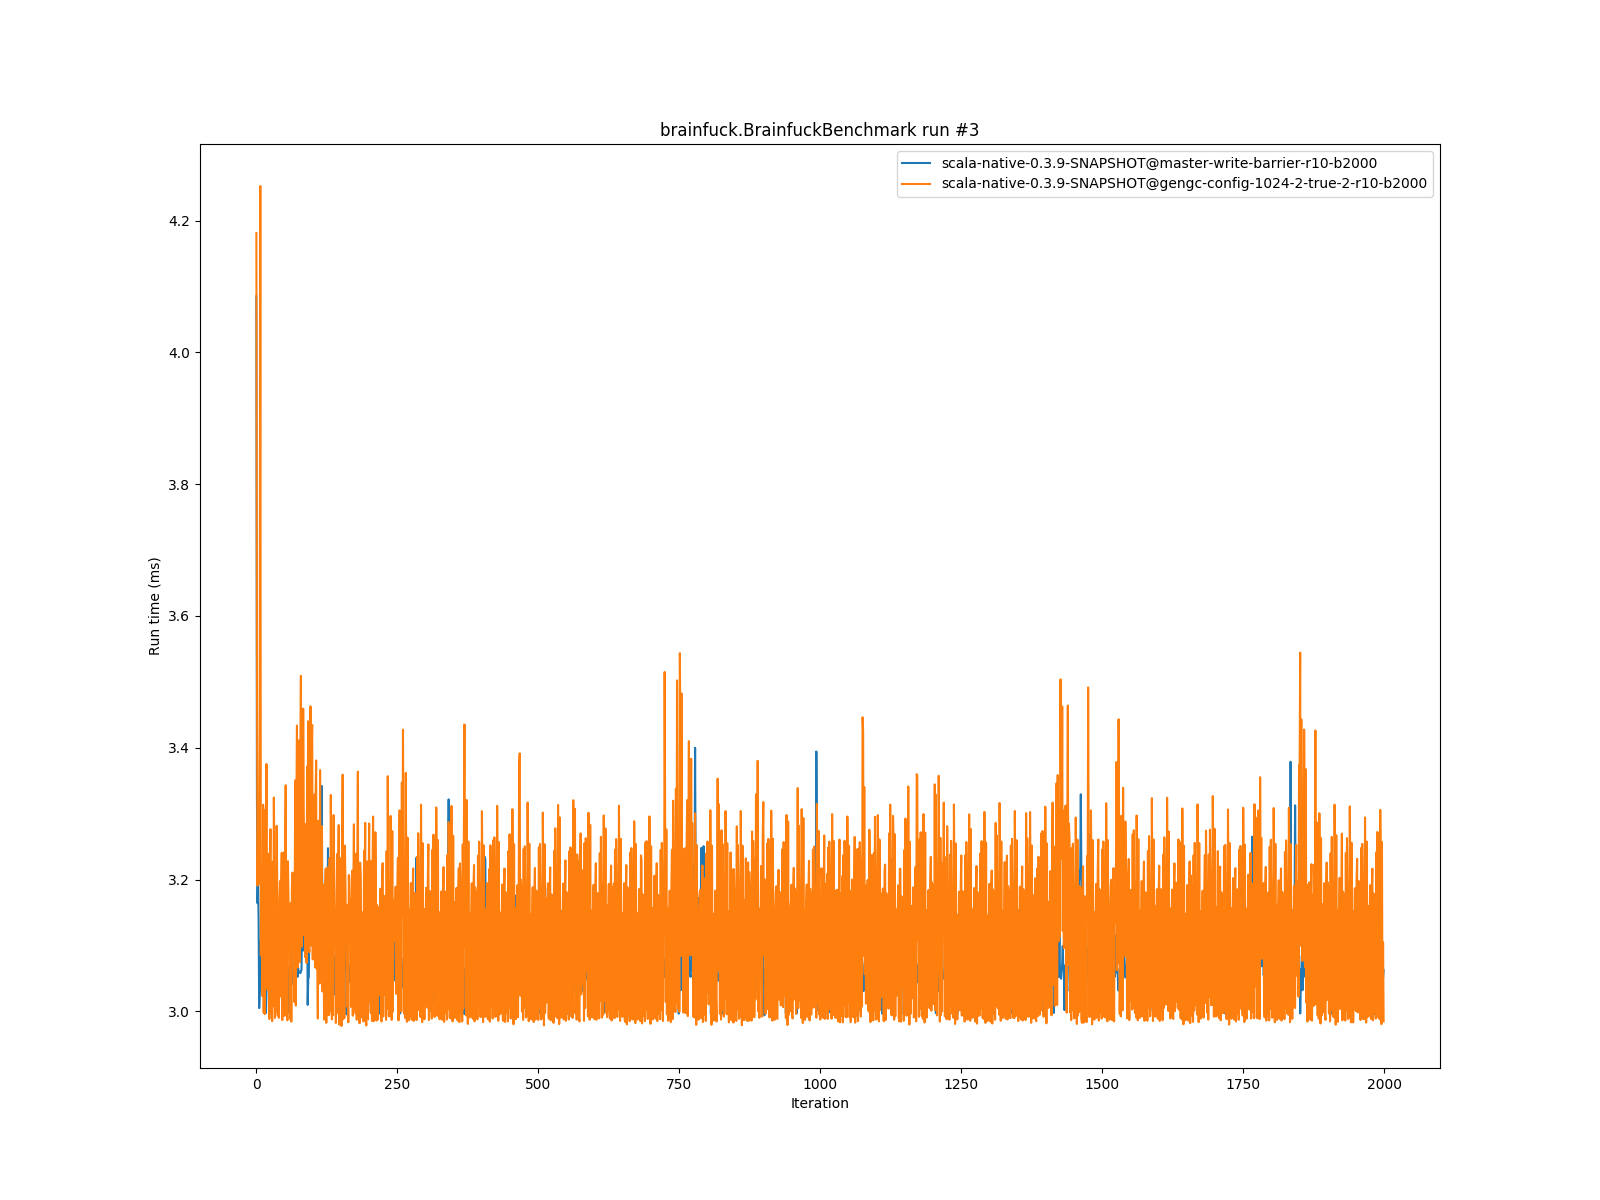 brainfuck.BrainfuckBenchmark run #3
scala-native-0.3.9-SNAPSHOT@master-write-barrier-r10-b2000
scala-native-0.3.9-SNAPSHOT@gengc-config-1024-2-true-2-r10-b2000
4.2
4.0
3.8
3.6
3.4
3.2
3.0
Run time (ms)
0 250 500 750 1000 1250 1500 1750 2000
Iteration